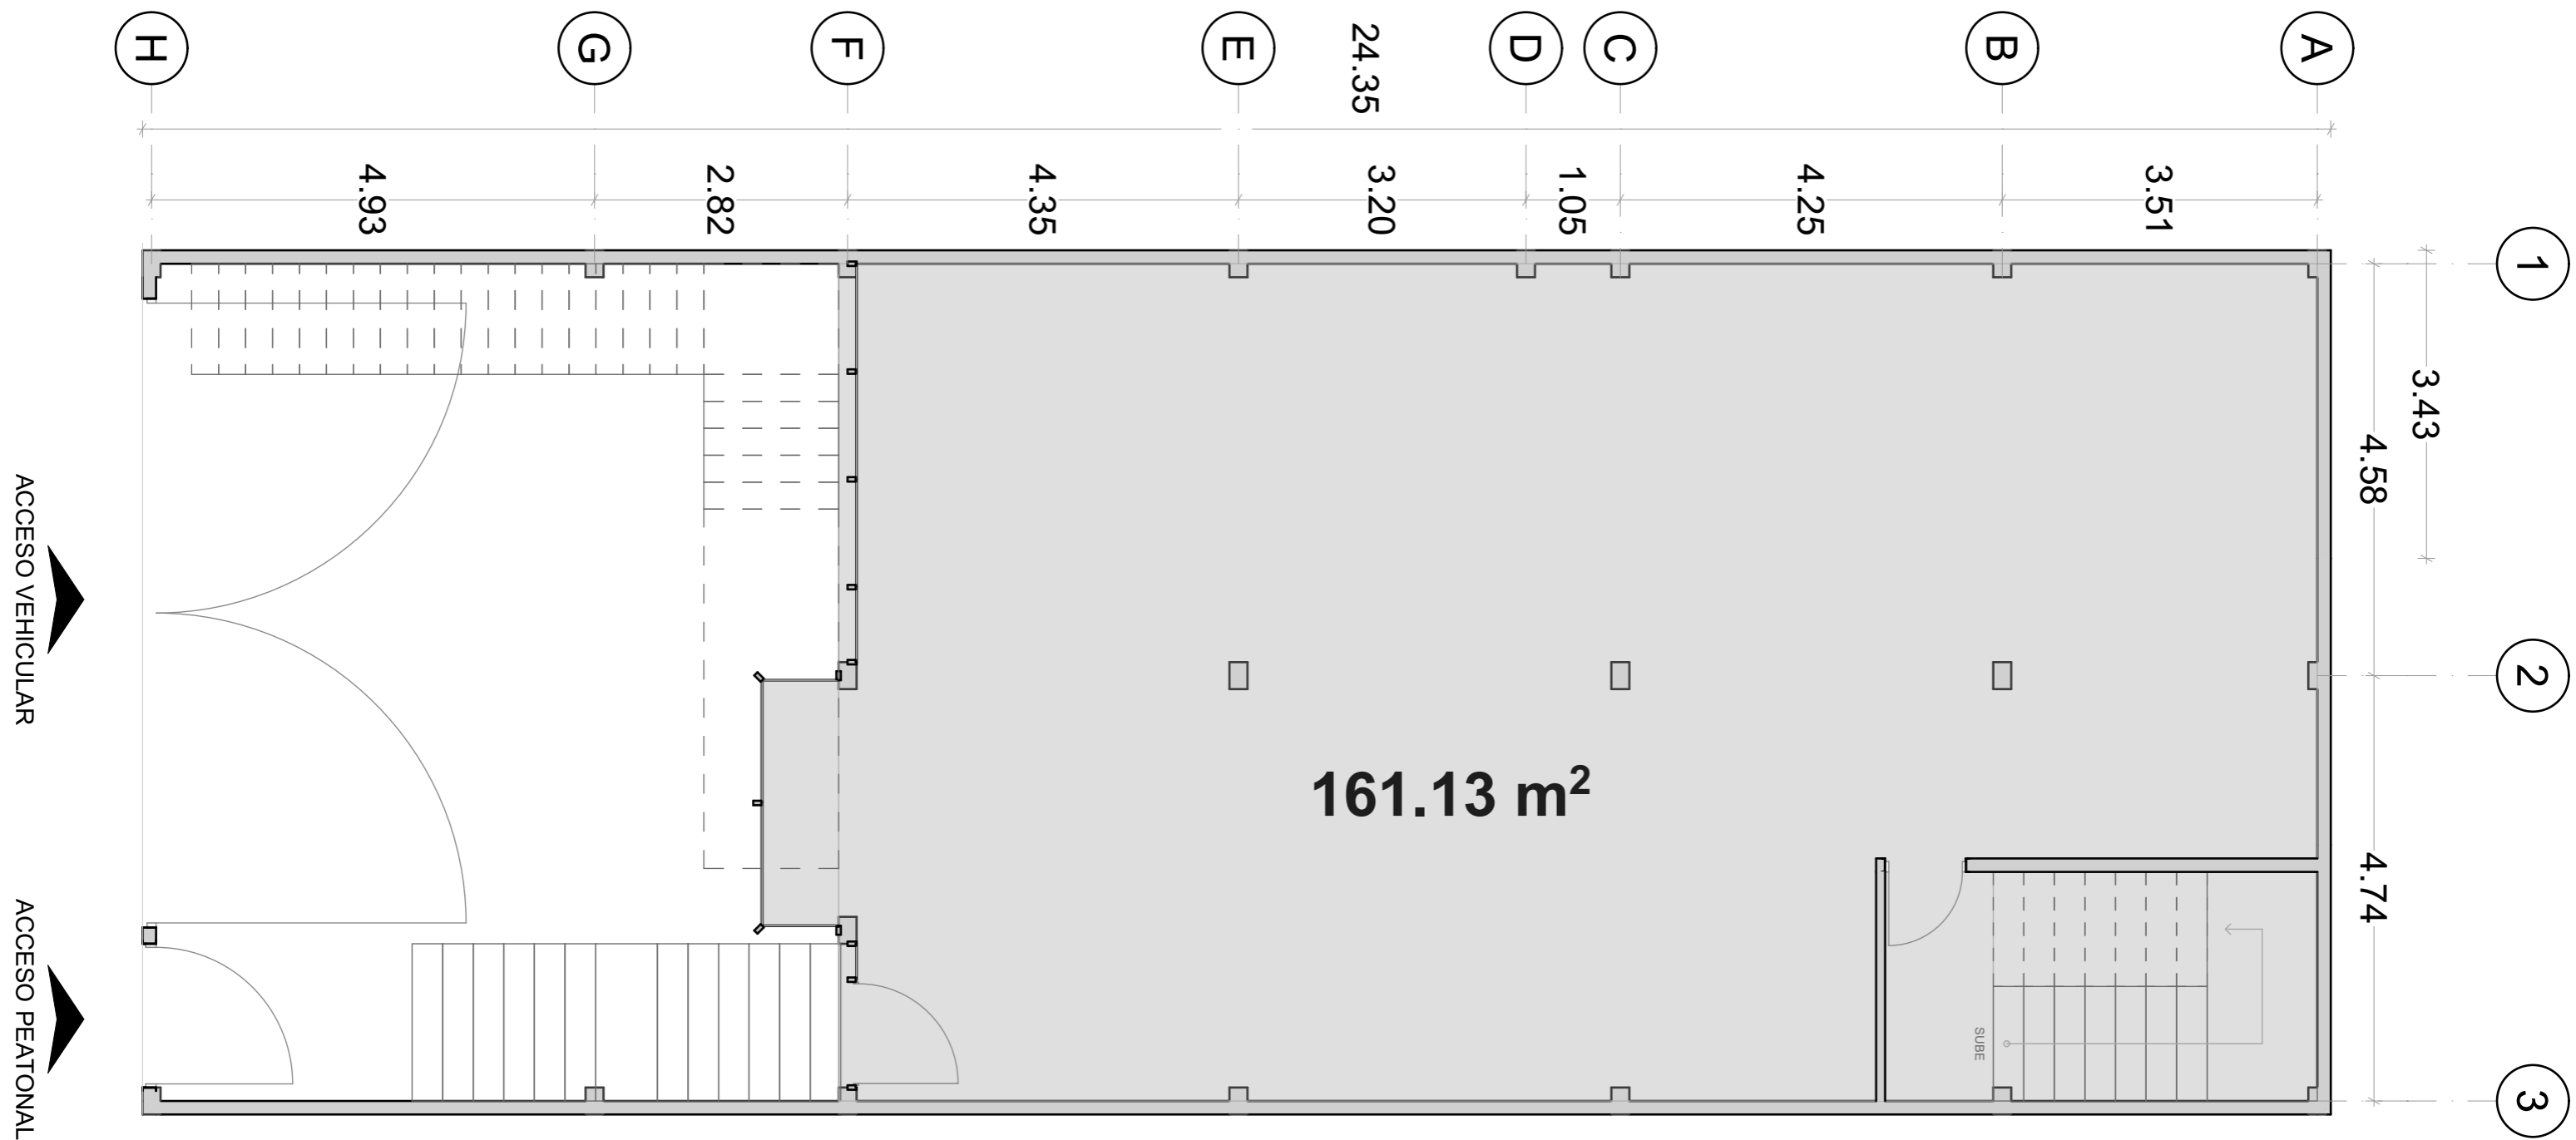 H
G
F
E
D
C
B
A
24.35
4.93
2.82
4.35
3.20
1.05
4.25
3.51
1
3.43
4.58
2
4.74
3
ACCESO VEHICULAR
ACCESO PEATONAL
161.13 m²
SUBE